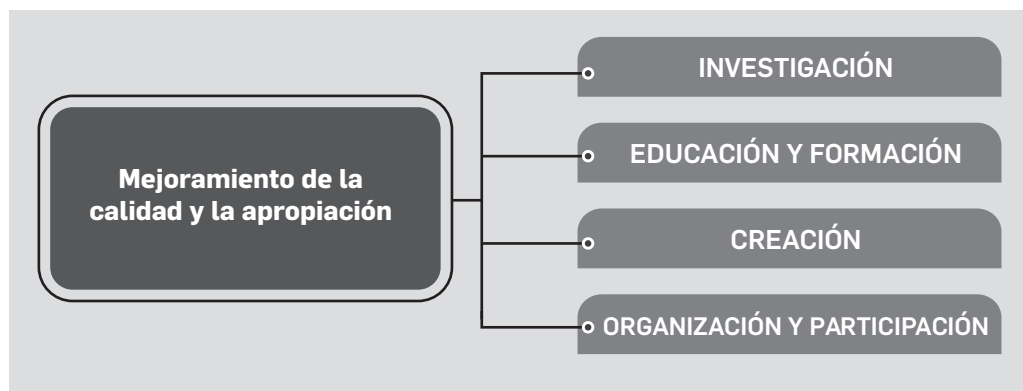 Mejoramiento de la
calidad y la apropiación
INVESTIGACIÓN
EDUCACIÓN Y FORMACIÓN
CREACIÓN
ORGANIZACIÓN Y PARTICIPACIÓN